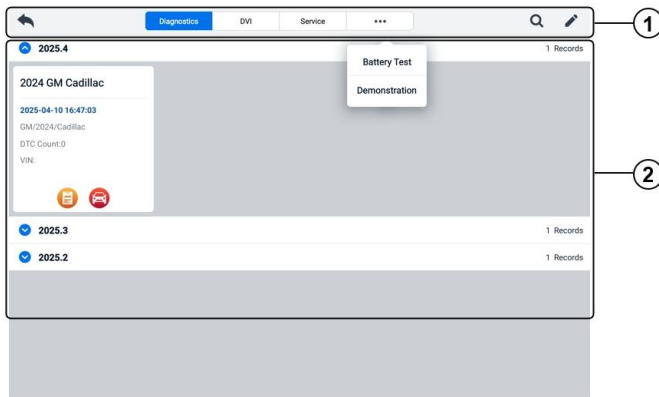 Diagnostics DVI Service •••
1
2025.4 1 Records
Battery Test
Demonstration
2024 GM Cadillac
2025-04-10 16:47:03
GM/2024/Cadillac
DTC Count:0
VIN:
2
2025.3 1 Records
2025.2 1 Records